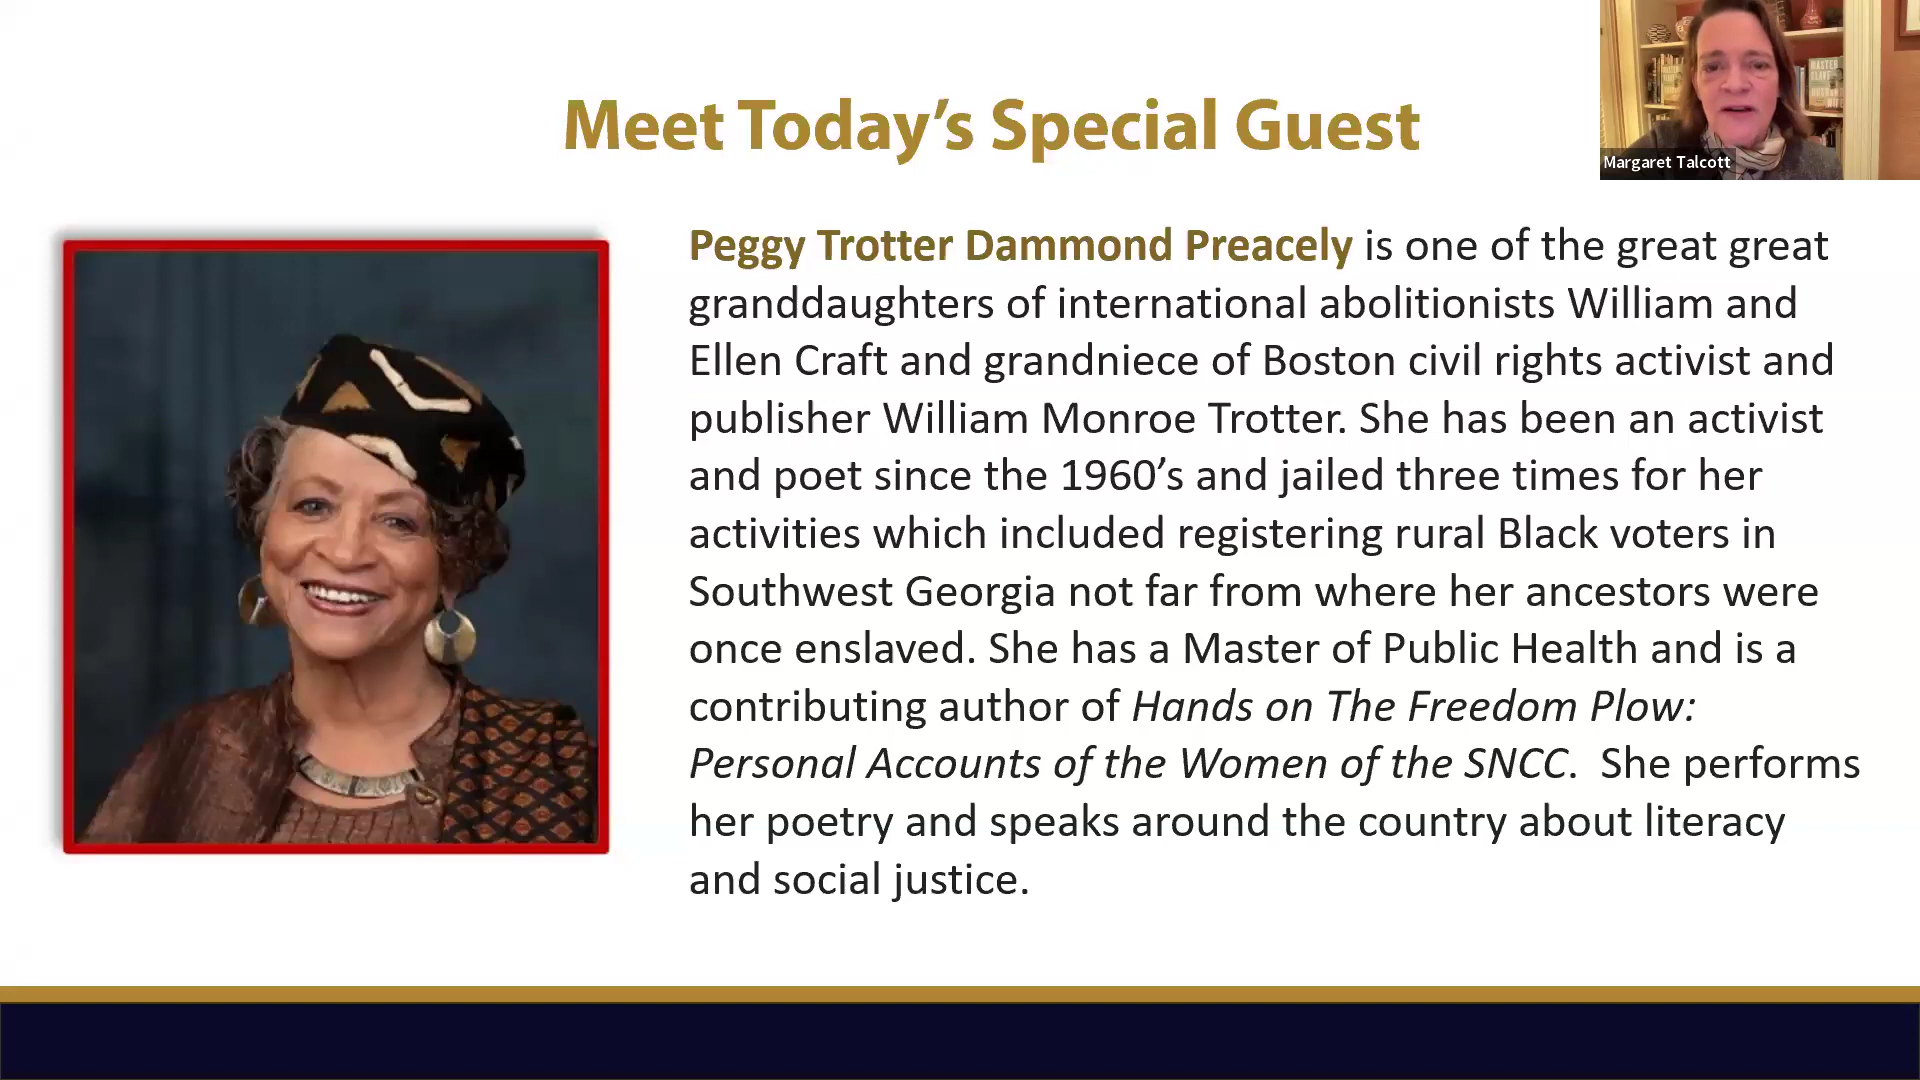 Meet Today’s Special Guest
Margaret Talcott
Peggy Trotter Dammond Preacely is one of the great great
granddaughters of international abolitionists William and
Ellen Craft and grandniece of Boston civil rights activist and
publisher William Monroe Trotter. She has been an activist
and poet since the 1960’s and jailed three times for her
activities which included registering rural Black voters in
Southwest Georgia not far from where her ancestors were
once enslaved. She has a Master of Public Health and is a
contributing author of Hands on The Freedom Plow:
Personal Accounts of the Women of the SNCC.  She performs
her poetry and speaks around the country about literacy
and social justice.